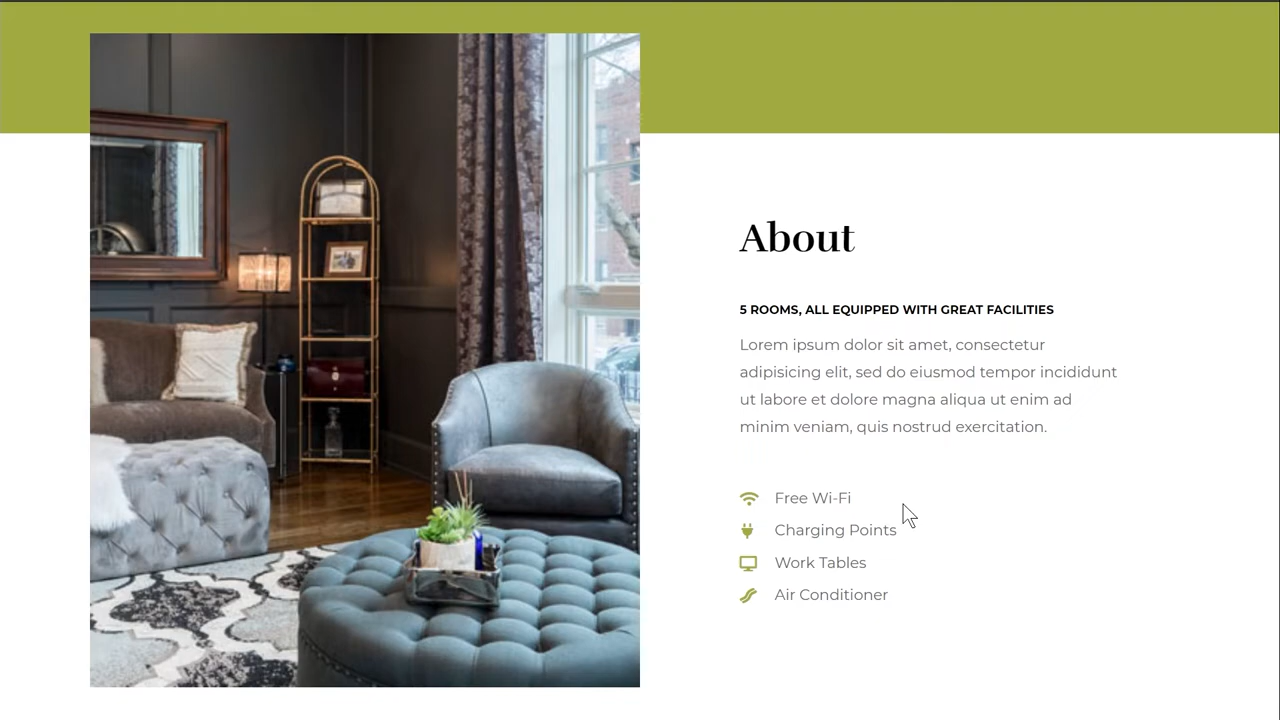 About
5 ROOMS, ALL EQUIPPED WITH GREAT FACILITIES
Lorem ipsum dolor sit amet, consectetur
adipisicing elit, sed do eiusmod tempor incididunt
ut labore et dolore magna aliqua ut enim ad
minim veniam, quis nostrud exercitation.
Free Wi-Fi
Charging Points
Work Tables
Air Conditioner